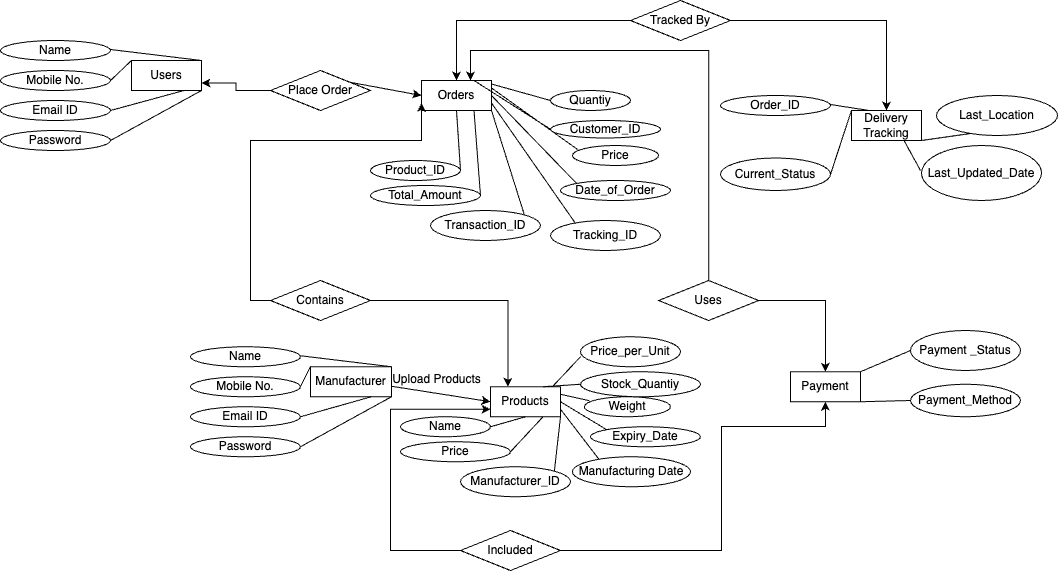 Tracked By
Name
Users
Mobile No.
Email ID
Password
Place Order
Orders
Quantiy
Customer_ID
Price
Product_ID
Date_of_Order
Total_Amount
Transaction_ID
Tracking_ID
Order_ID
Delivery
Tracking
Last_Location
Current_Status
Last_Updated_Date
Contains
Uses
Name
Manufacturer
Upload Products
Mobile No.
Email ID
Password
Price_per_Unit
Stock_Quantiy
Products
Weight
Name
Expiry_Date
Price
Manufacturing Date
Manufacturer_ID
Payment _Status
Payment
Payment_Method
Included